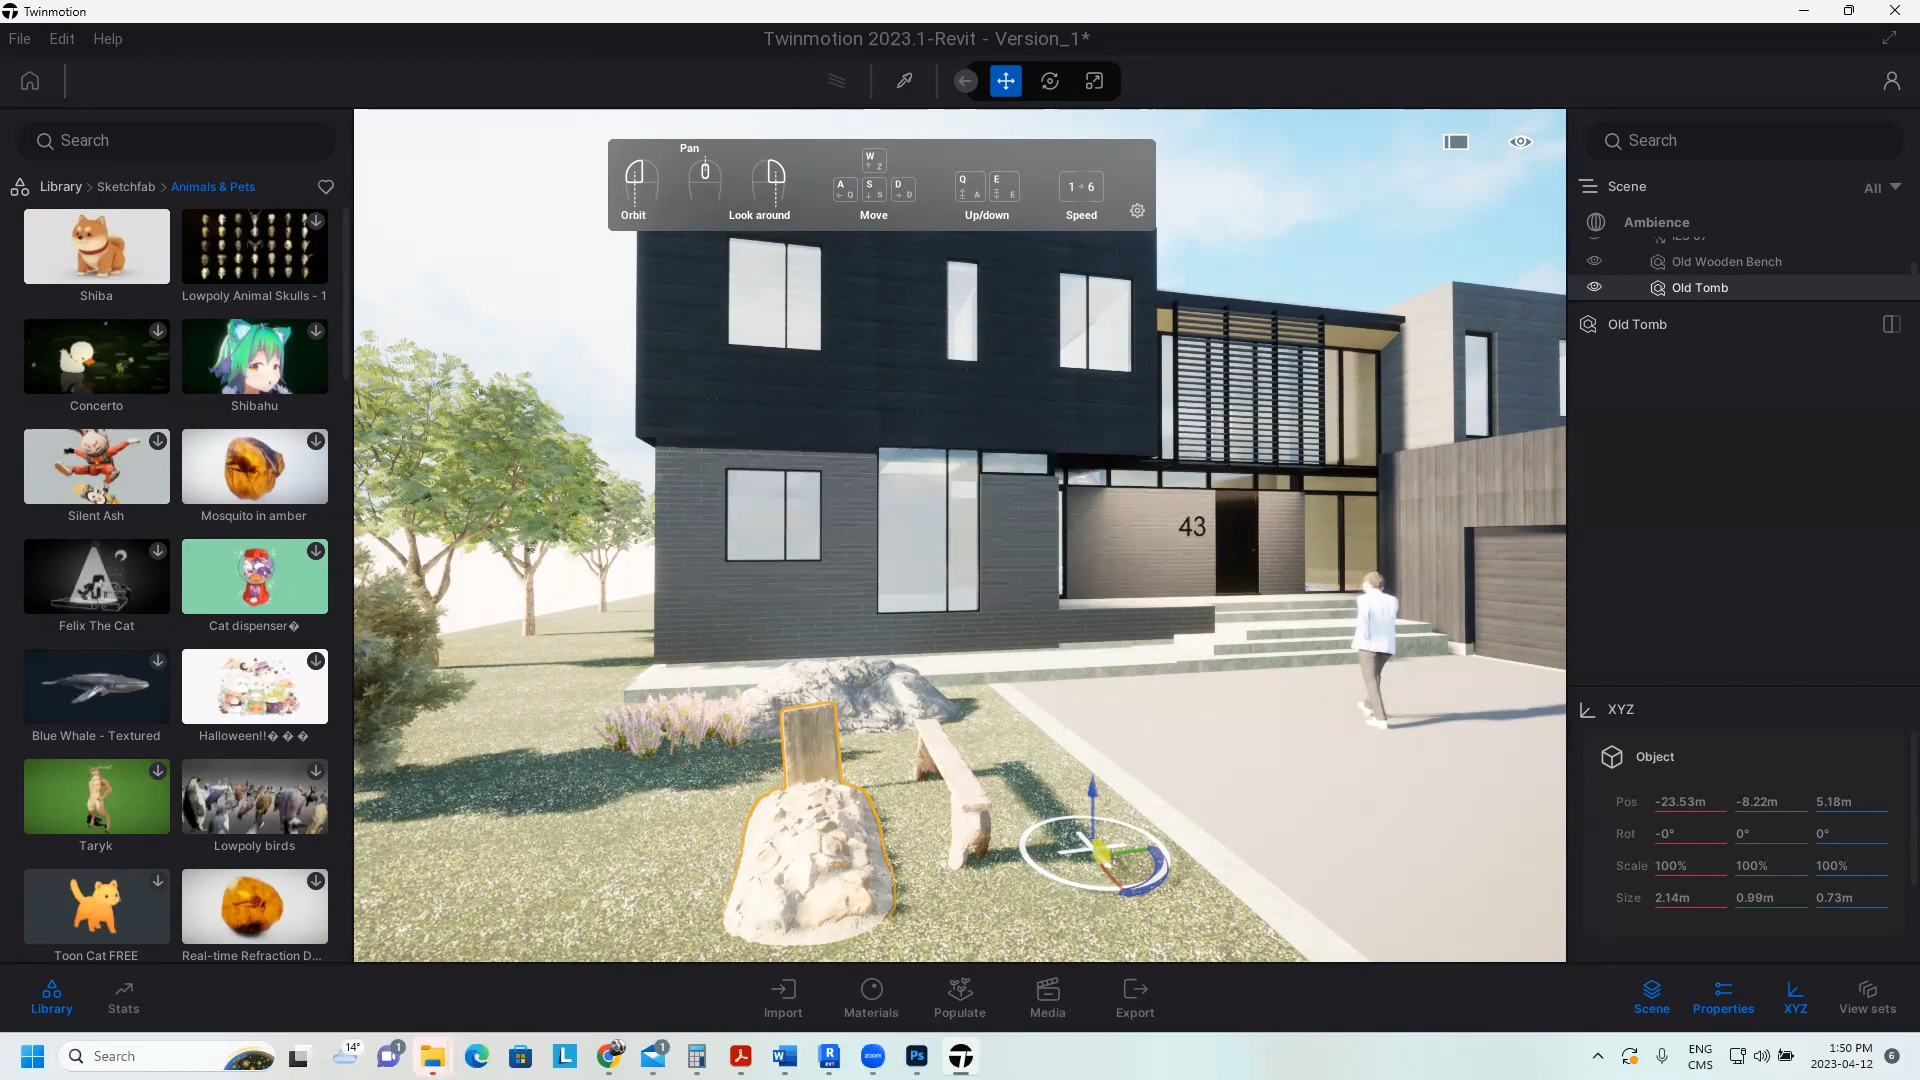 Twinmotion
File Edit Help
Twinmotion 2023.1-Revit - Version_1*
Search
Library > Sketchfab > Animals & Pets
Shiba
Lowpoly Animal Skulls - 1
Concerto
Shibahu
Silent Ash
Mosquito in amber
Felix The Cat
Cat dispenser�
Blue Whale - Textured
Halloween!!� � �
Taryk
Lowpoly birds
Toon Cat FREE
Real-time Refraction D...
Pan
Orbit
Look around
W
Z
A
Q
S
S
D
D
Move
Q
A
E
E
Up/down
1 → 6
Speed
43
Search
Scene
All
Ambience
Old Wooden Bench
Old Tomb
Old Tomb
XYZ
Object
Pos -23.53m -8.22m 5.18m
Rot -0° 0° 0°
Scale 100% 100% 100%
Size 2.14m 0.99m 0.73m
Library
Stats
Import
Materials
Populate
Media
Export
Scene
Properties
XYZ
View sets
Search
14°
1
L
1
W
R
RVT
zoom
Ps
ENG
CMS
1:50 PM
2023-04-12
6